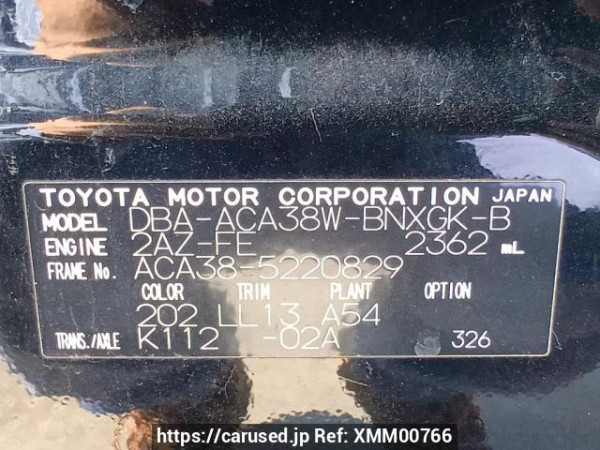 TOYOTA MOTOR CORPORATION JAPAN
MODEL DBA-ACA38W-BNXGK-B
ENGINE 2AZ-FE 2362 mL
FRAME No. ACA38-5220829
COLOR TRIM PLANT OPTION
202 LL13 A54
TRANS./AXLE K112 -02A 326
https://carused.jp Ref: XMM00766